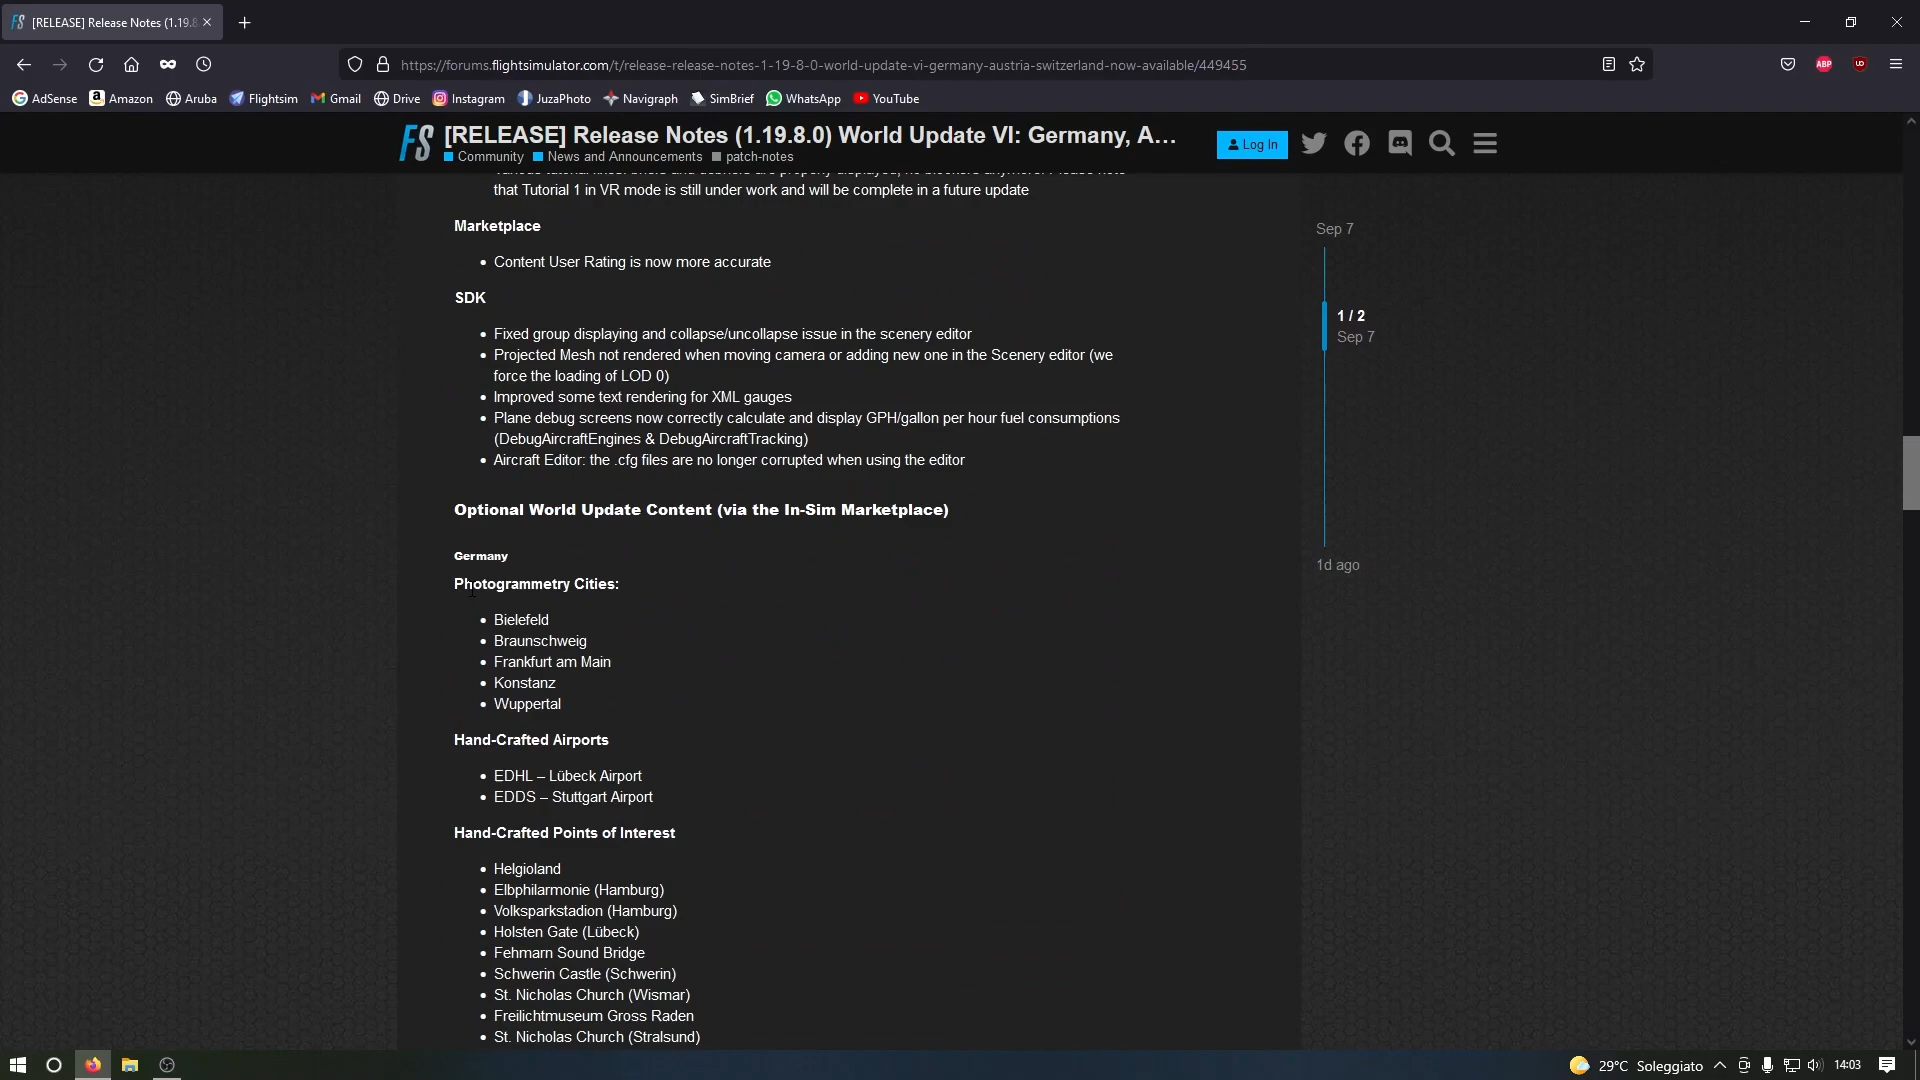 [RELEASE] Release Notes (1.19.8
https://forums.flightsimulator.com/t/release-release-notes-1-19-8-0-world-update-vi-germany-austria-switzerland-now-available/449455
ABP
AdSense Amazon Aruba Flightsim Gmail Drive Instagram JuzaPhoto Navigraph SimBrief WhatsApp YouTube
FS [RELEASE] Release Notes (1.19.8.0) World Update VI: Germany, A…
Community News and Announcements patch-notes
Log In
that Tutorial 1 in VR mode is still under work and will be complete in a future update
Marketplace
• Content User Rating is now more accurate
SDK
• Fixed group displaying and collapse/uncollapse issue in the scenery editor
• Projected Mesh not rendered when moving camera or adding new one in the Scenery editor (we
force the loading of LOD 0)
• Improved some text rendering for XML gauges
• Plane debug screens now correctly calculate and display GPH/gallon per hour fuel consumptions
(DebugAircraftEngines & DebugAircraftTracking)
• Aircraft Editor: the .cfg files are no longer corrupted when using the editor
Optional World Update Content (via the In-Sim Marketplace)
Germany
Photogrammetry Cities:
• Bielefeld
• Braunschweig
• Frankfurt am Main
• Konstanz
• Wuppertal
Hand-Crafted Airports
• EDHL – Lübeck Airport
• EDDS – Stuttgart Airport
Hand-Crafted Points of Interest
• Helgioland
• Elbphilarmonie (Hamburg)
• Volksparkstadion (Hamburg)
• Holsten Gate (Lübeck)
• Fehmarn Sound Bridge
• Schwerin Castle (Schwerin)
• St. Nicholas Church (Wismar)
• Freilichtmuseum Gross Raden
• St. Nicholas Church (Stralsund)
Sep 7
1 / 2
Sep 7
1d ago
29°C Soleggiato 14:03